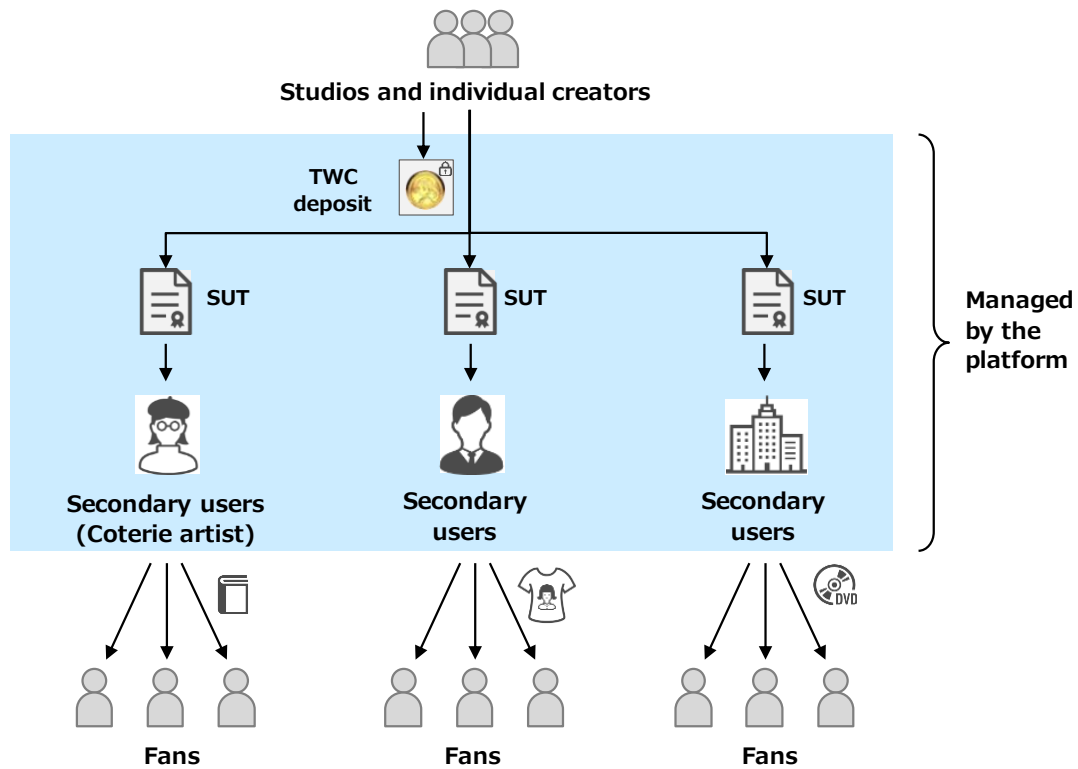 Studios and individual creators
TWC
deposit
SUT
SUT
SUT
Managed
by the
platform
Secondary users
(Coterie artist)
Secondary
users
Secondary
users
DVD
Fans
Fans
Fans